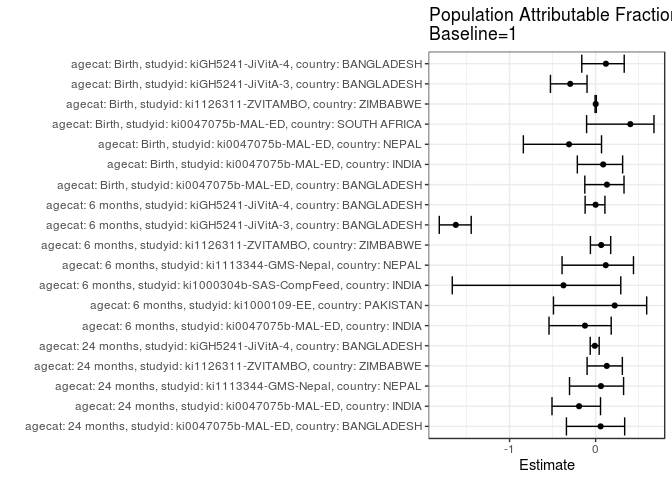 Population Attributable Fraction
Baseline=1
agecat: Birth, studyid: kiGH5241-JiVitA-4, country: BANGLADESH
agecat: Birth, studyid: kiGH5241-JiVitA-3, country: BANGLADESH
agecat: Birth, studyid: ki1126311-ZVITAMBO, country: ZIMBABWE
agecat: Birth, studyid: ki0047075b-MAL-ED, country: SOUTH AFRICA
agecat: Birth, studyid: ki0047075b-MAL-ED, country: NEPAL
agecat: Birth, studyid: ki0047075b-MAL-ED, country: INDIA
agecat: Birth, studyid: ki0047075b-MAL-ED, country: BANGLADESH
agecat: 6 months, studyid: kiGH5241-JiVitA-4, country: BANGLADESH
agecat: 6 months, studyid: kiGH5241-JiVitA-3, country: BANGLADESH
agecat: 6 months, studyid: ki1126311-ZVITAMBO, country: ZIMBABWE
agecat: 6 months, studyid: ki1113344-GMS-Nepal, country: NEPAL
agecat: 6 months, studyid: ki1000304b-SAS-CompFeed, country: INDIA
agecat: 6 months, studyid: ki1000109-EE, country: PAKISTAN
agecat: 6 months, studyid: ki0047075b-MAL-ED, country: INDIA
agecat: 24 months, studyid: kiGH5241-JiVitA-4, country: BANGLADESH
agecat: 24 months, studyid: ki1126311-ZVITAMBO, country: ZIMBABWE
agecat: 24 months, studyid: ki1113344-GMS-Nepal, country: NEPAL
agecat: 24 months, studyid: ki0047075b-MAL-ED, country: INDIA
agecat: 24 months, studyid: ki0047075b-MAL-ED, country: BANGLADESH
-1 0
Estimate